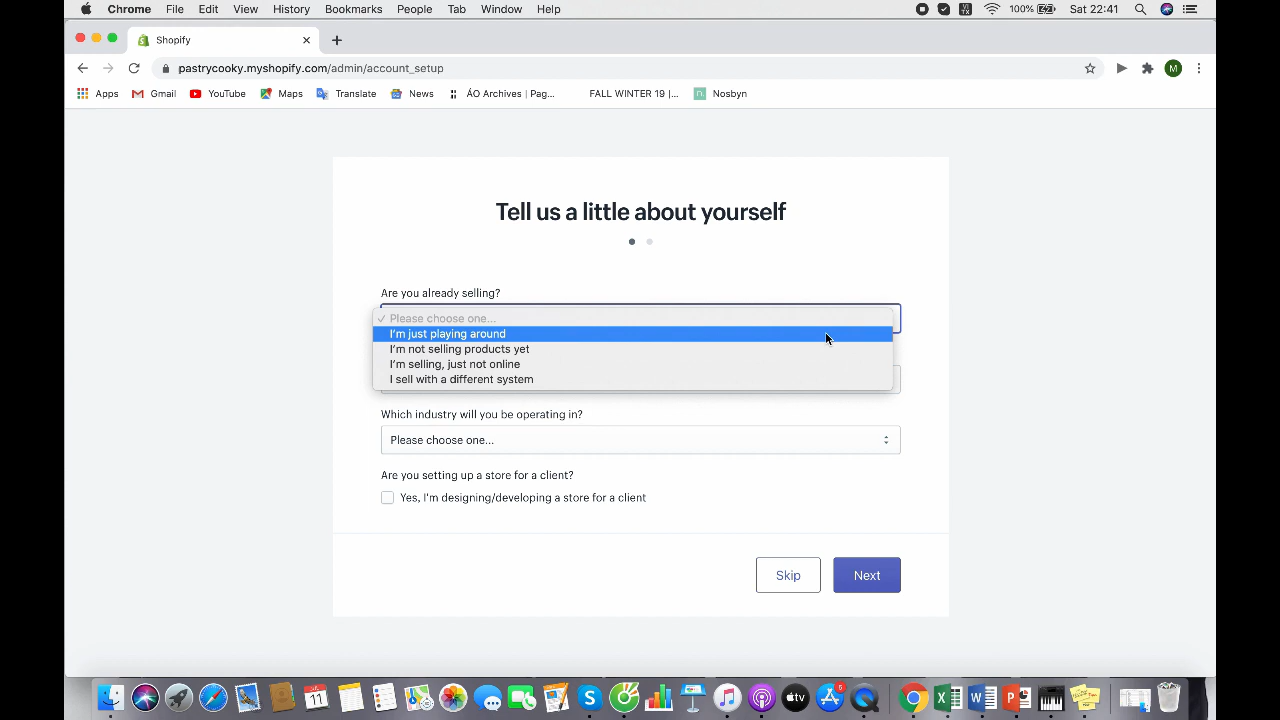 Chrome File Edit View History Bookmarks People Tab Window Help 100% Sat 22:41
Shopify
pastrycooky.myshopify.com/admin/account_setup M
Apps Gmail YouTube Maps Translate News ÁO Archives | Pag... FALL WINTER 19 |... Nosbyn
Tell us a little about yourself
Are you already selling?
✓ Please choose one...
I'm just playing around
I'm not selling products yet
I'm selling, just not online
I sell with a different system
Which industry will you be operating in?
Please choose one...
Are you setting up a store for a client?
Yes, I'm designing/developing a store for a client
Skip Next